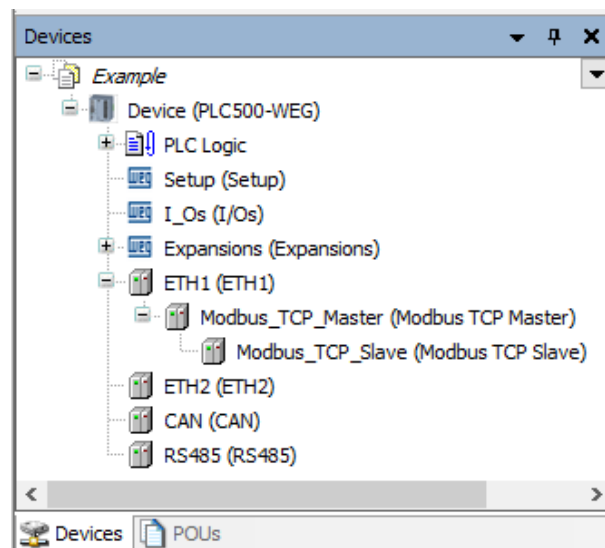 Devices
Example
Device (PLC500-WEG)
PLC Logic
Setup (Setup)
I_Os (I/Os)
Expansions (Expansions)
ETH1 (ETH1)
Modbus_TCP_Master (Modbus TCP Master)
Modbus_TCP_Slave (Modbus TCP Slave)
ETH2 (ETH2)
CAN (CAN)
RS485 (RS485)
Devices POUs